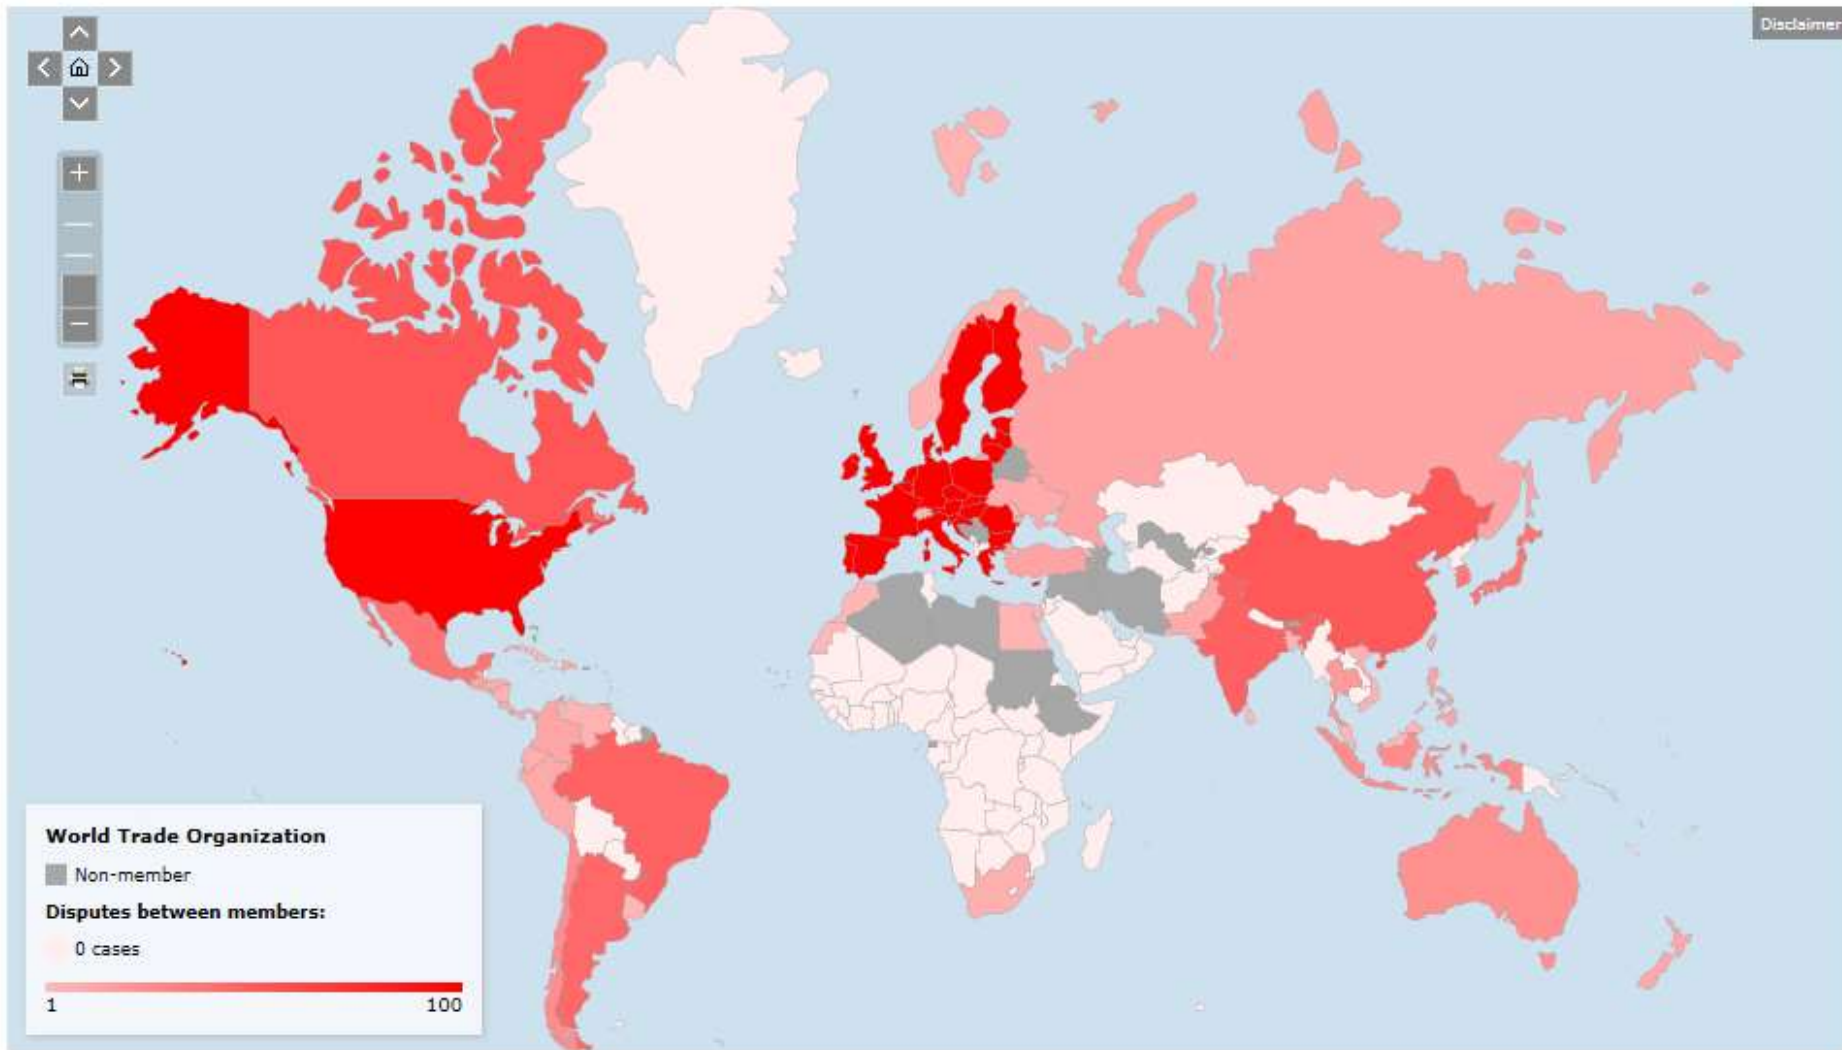 Disclaimer
World Trade Organization
Non-member
Disputes between members:
0 cases
1 100